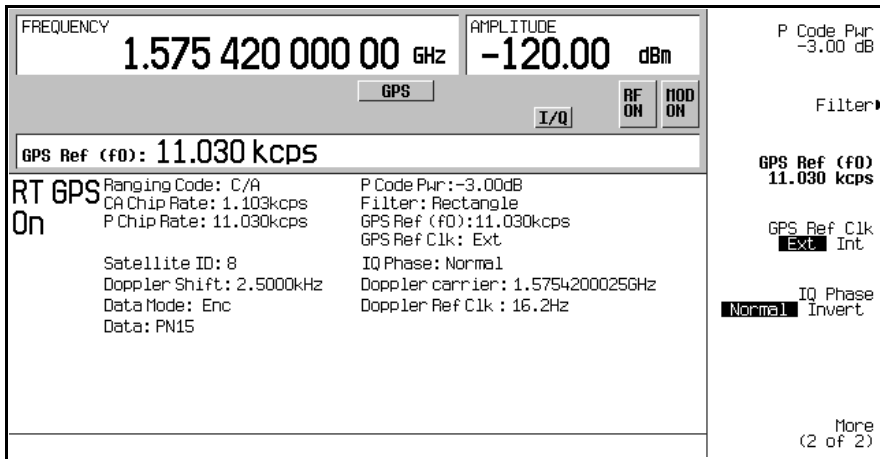 FREQUENCY
1.575 420 000 00 GHz
AMPLITUDE
-120.00 dBm
GPS
I/Q
RF ON
MOD ON
GPS Ref (f0): 11.030 kcps
RT GPS On
Ranging Code: C/A
CA Chip Rate: 1.103kcps
P Chip Rate: 11.030kcps
P Code Pwr:-3.00dB
Filter: Rectangle
GPS Ref (f0):11.030kcps
GPS Ref Clk: Ext
Satellite ID: 8
Doppler Shift: 2.5000kHz
Data Mode: Enc
Data: PN15
IQ Phase: Normal
Doppler carrier: 1.5754200025GHz
Doppler Ref Clk : 16.2Hz
P Code Pwr
-3.00 dB
Filter
GPS Ref (f0)
11.030 kcps
GPS Ref Clk
Ext Int
IQ Phase
Normal Invert
More
(2 of 2)